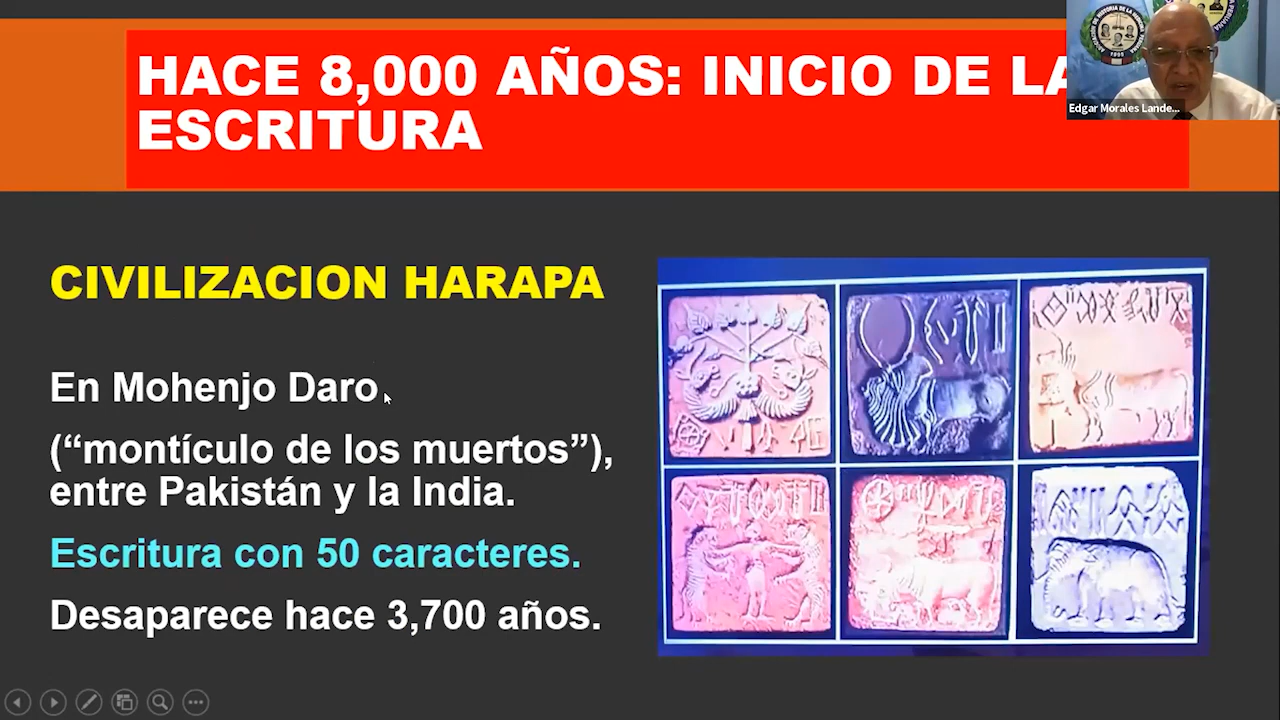 HACE 8,000 AÑOS: INICIO DE LA
ESCRITURA
Edgar Morales Lande...
CIVILIZACION HARAPA
En Mohenjo Daro,
(“montículo de los muertos”),
entre Pakistán y la India.
Escritura con 50 caracteres.
Desaparece hace 3,700 años.